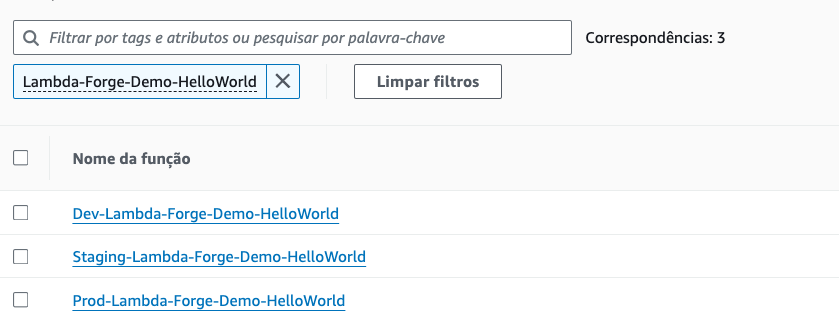 Filtrar por tags e atributos ou pesquisar por palavra-chave Correspondências: 3
Lambda-Forge-Demo-HelloWorld Limpar filtros
Nome da função
Dev-Lambda-Forge-Demo-HelloWorld
Staging-Lambda-Forge-Demo-HelloWorld
Prod-Lambda-Forge-Demo-HelloWorld